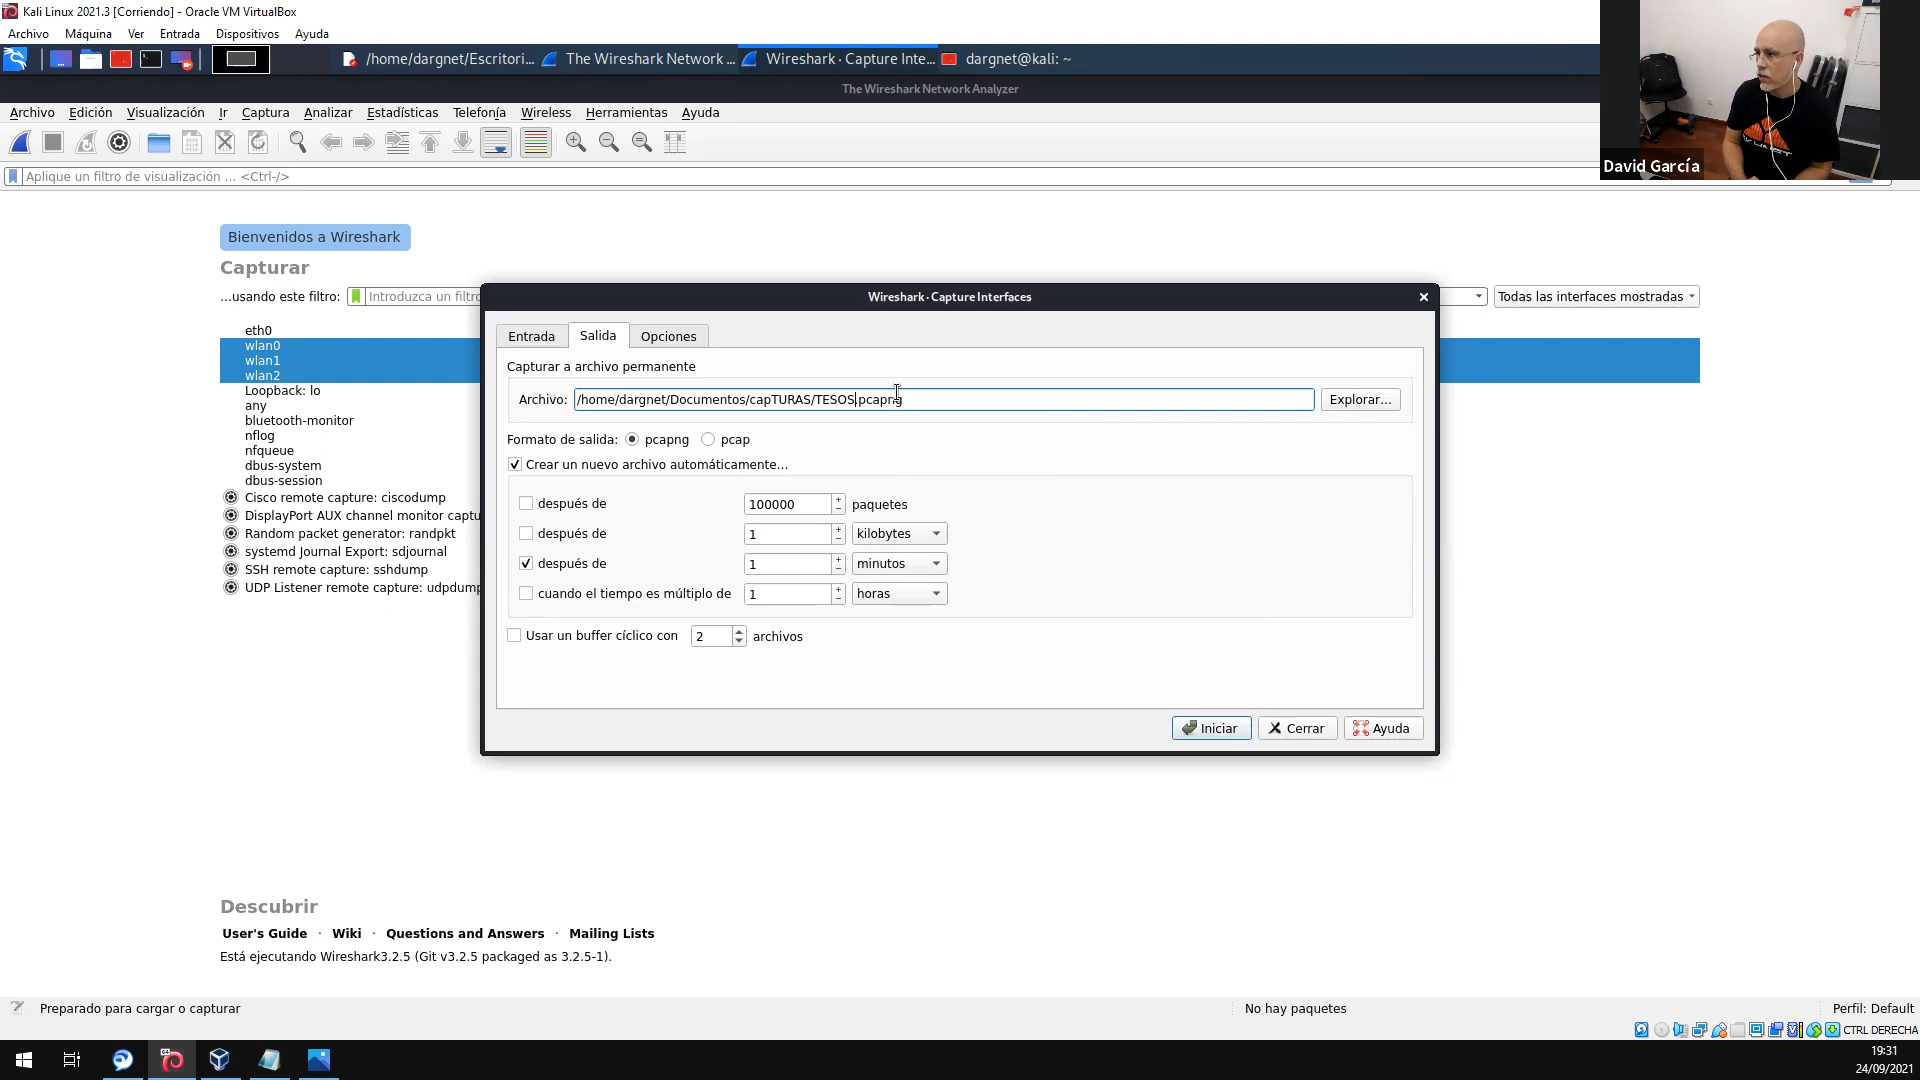 Kali Linux 2021.3 [Corriendo] - Oracle VM VirtualBox
Archivo Máquina Ver Entrada Dispositivos Ayuda
/home/dargnet/Escritori... The Wireshark Network ... Wireshark · Capture Inte... dargnet@kali: ~
The Wireshark Network Analyzer
Archivo Edición Visualización Ir Captura Analizar Estadísticas Telefonía Wireless Herramientas Ayuda
David García
Aplique un filtro de visualización ... <Ctrl-/>
Bienvenidos a Wireshark
Capturar
...usando este filtro: Introduzca un filtro
Todas las interfaces mostradas
eth0
wlan0
wlan1
wlan2
Loopback: lo
any
bluetooth-monitor
nflog
nfqueue
dbus-system
dbus-session
Cisco remote capture: ciscodump
DisplayPort AUX channel monitor captu
Random packet generator: randpkt
systemd Journal Export: sdjournal
SSH remote capture: sshdump
UDP Listener remote capture: udpdump
Wireshark · Capture Interfaces
Entrada Salida Opciones
Capturar a archivo permanente
Archivo: /home/dargnet/Documentos/capTURAS/TESOS.pcapng Explorar...
Formato de salida: pcapng pcap
Crear un nuevo archivo automáticamente...
después de 100000 paquetes
después de 1 kilobytes
después de 1 minutos
cuando el tiempo es múltiplo de 1 horas
Usar un buffer cíclico con 2 archivos
Iniciar Cerrar Ayuda
Descubrir
User's Guide · Wiki · Questions and Answers · Mailing Lists
Está ejecutando Wireshark3.2.5 (Git v3.2.5 packaged as 3.2.5-1).
Preparado para cargar o capturar No hay paquetes Perfil: Default
CTRL DERECHA
19:31
24/09/2021